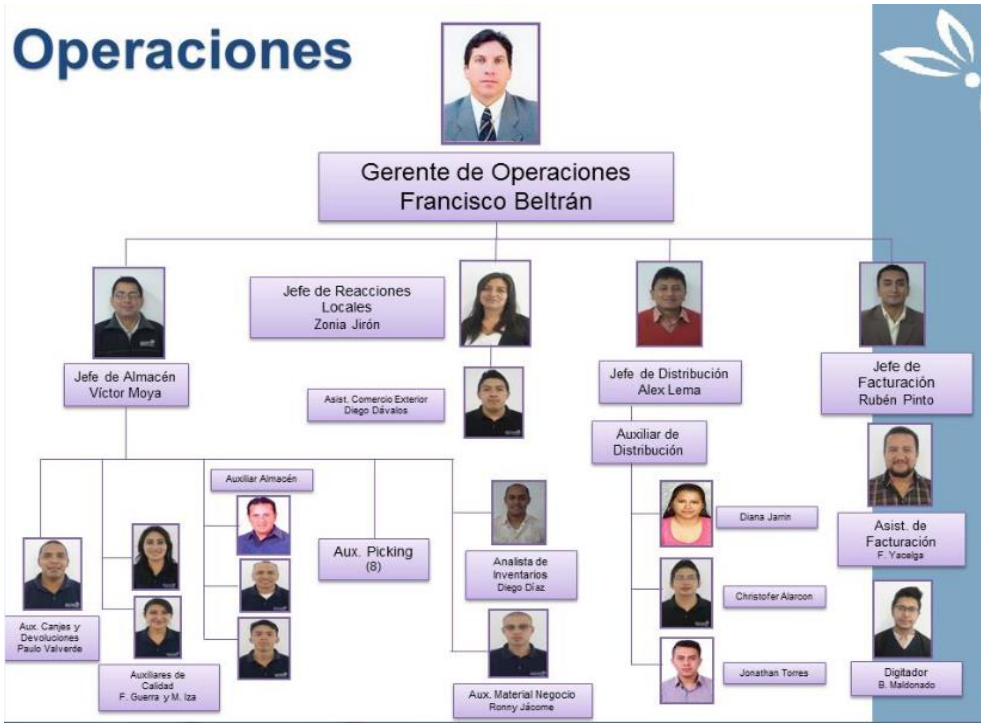 Operaciones
Gerente de Operaciones
Francisco Beltrán
Jefe de Reacciones
Locales
Zonia Jirón
Jefe de Almacén
Víctor Moya
Asist. Comercio Exterior
Diego Dávalos
Jefe de Distribución
Alex Lema
Jefe de
Facturación
Rubén Pinto
Auxiliar de
Distribución
Auxiliar Almacén
Aux. Picking
(8)
Analista de
Inventarios
Diego Díaz
Diana Jarrin
Asist. de
Facturación
F. Yacelga
Christofer Alarcon
Aux. Canjes y
Devoluciones
Paulo Valverde
Auxiliares de
Calidad
F. Guerra y M. Iza
Aux. Material Negocio
Ronny Jácome
Jonathan Torres
Digitador
B. Maldonado